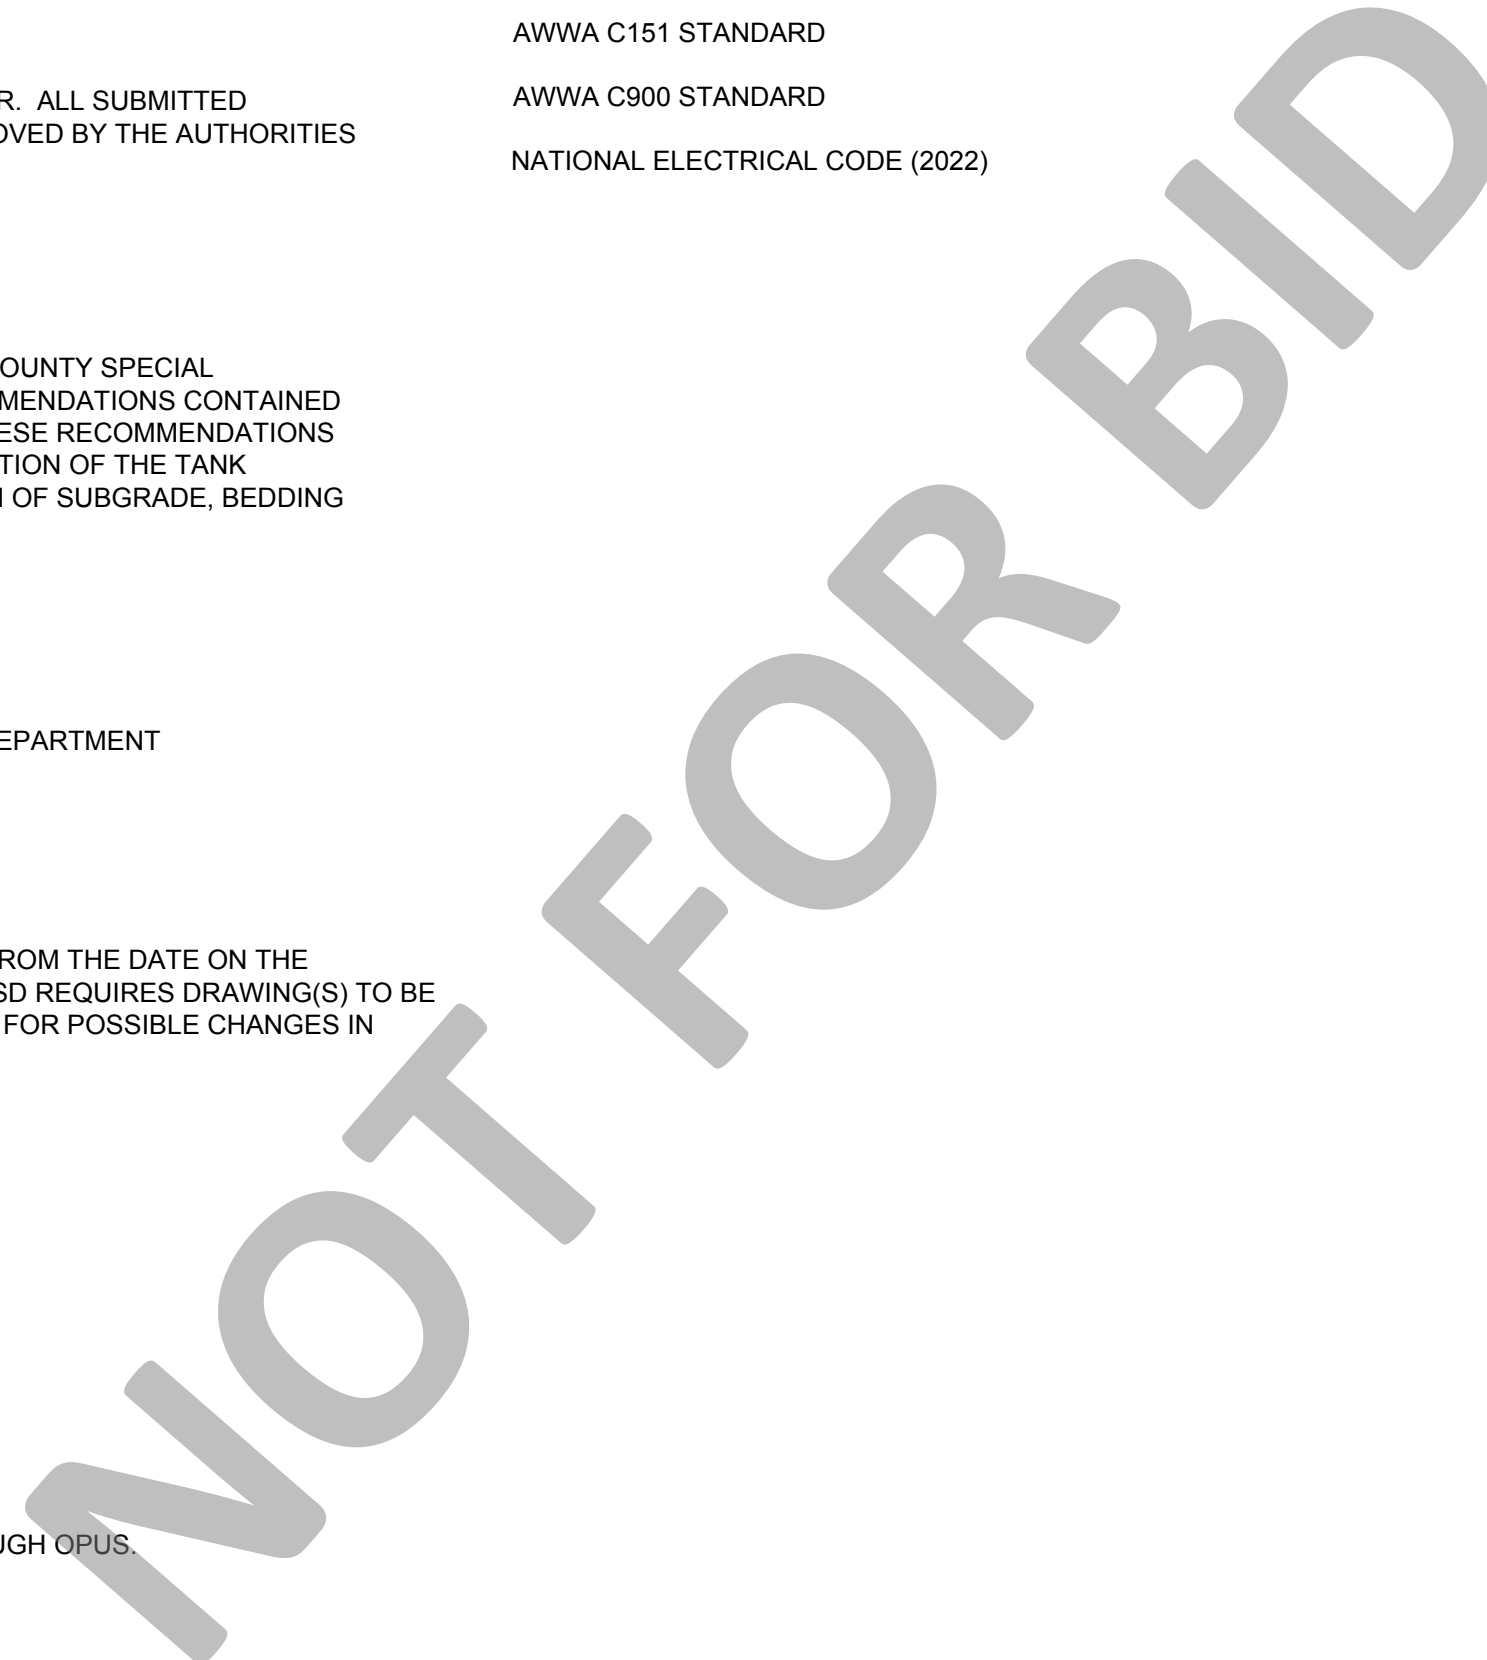 R.  ALL SUBMITTED
OVED BY THE AUTHORITIES
OUNTY SPECIAL
MENDATIONS CONTAINED
ESE RECOMMENDATIONS
TION OF THE TANK
OF SUBGRADE, BEDDING
EPARTMENT
ROM THE DATE ON THE
SD REQUIRES DRAWING(S) TO BE
FOR POSSIBLE CHANGES IN
UGH OPUS.
AWWA C151 STANDARD
AWWA C900 STANDARD
NATIONAL ELECTRICAL CODE (2022)
NOT FOR BID